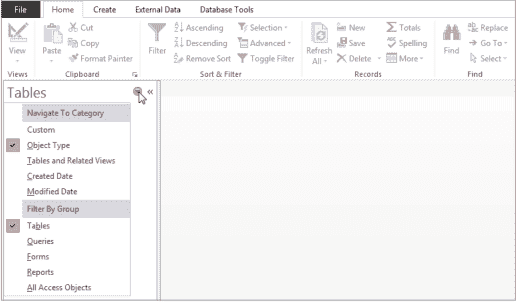 File Home Create External Data Database Tools
View
Views
Paste
Cut
Copy
Format Painter
Clipboard
Filter
Ascending
Descending
Remove Sort
Selection
Advanced
Toggle Filter
Sort & Filter
Refresh
All
New
Save
Delete
Totals
Spelling
More
Records
Find
Replace
Go To
Select
Find
Tables
Navigate To Category
Custom
Object Type
Tables and Related Views
Created Date
Modified Date
Filter By Group
Tables
Queries
Forms
Reports
All Access Objects